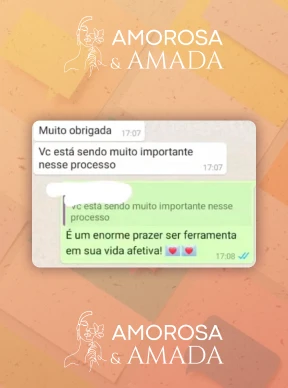 AMOROSA
& AMADA
Muito obrigada 17:07
Vc está sendo muito importante
nesse processo 17:07
Vc está sendo muito importante nesse
processo
É um enorme prazer ser ferramenta
em sua vida afetiva! 💓 💓 17:08
AMOROSA
& AMADA